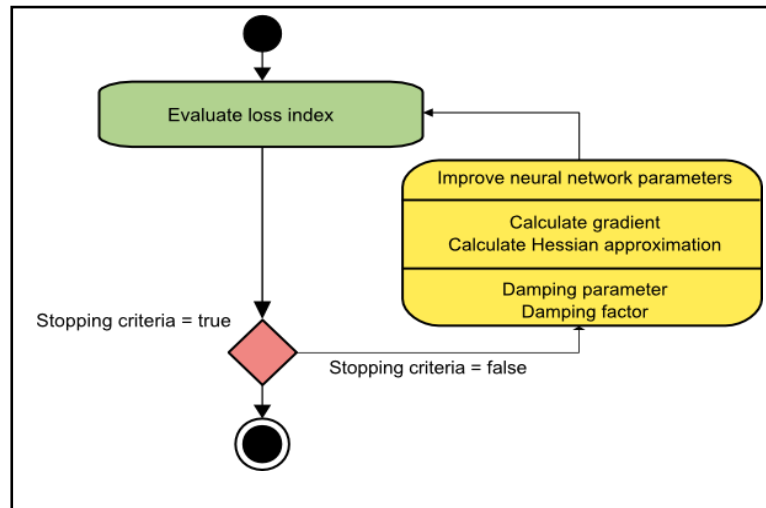 Evaluate loss index
Improve neural network parameters
Calculate gradient
Calculate Hessian approximation
Damping parameter
Damping factor
Stopping criteria = true
Stopping criteria = false